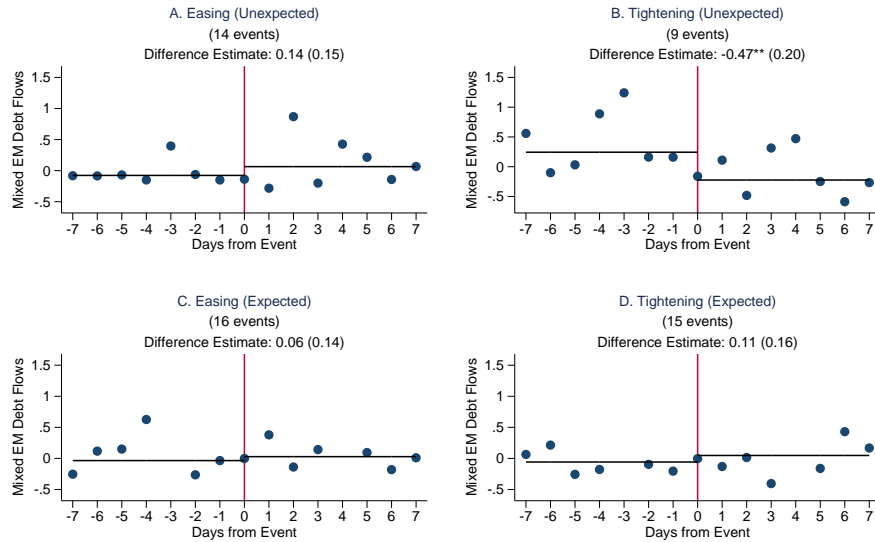 A. Easing (Unexpected)
(14 events)
Difference Estimate: 0.14 (0.15)
Mixed EM Debt Flows
1.5
1
.5
0
-.5
-7 -6 -5 -4 -3 -2 -1 0 1 2 3 4 5 6 7
Days from Event
B. Tightening (Unexpected)
(9 events)
Difference Estimate: -0.47** (0.20)
Mixed EM Debt Flows
1.5
1
.5
0
-.5
-7 -6 -5 -4 -3 -2 -1 0 1 2 3 4 5 6 7
Days from Event
C. Easing (Expected)
(16 events)
Difference Estimate: 0.06 (0.14)
Mixed EM Debt Flows
1.5
1
.5
0
-.5
-7 -6 -5 -4 -3 -2 -1 0 1 2 3 4 5 6 7
Days from Event
D. Tightening (Expected)
(15 events)
Difference Estimate: 0.11 (0.16)
Mixed EM Debt Flows
1.5
1
.5
0
-.5
-7 -6 -5 -4 -3 -2 -1 0 1 2 3 4 5 6 7
Days from Event